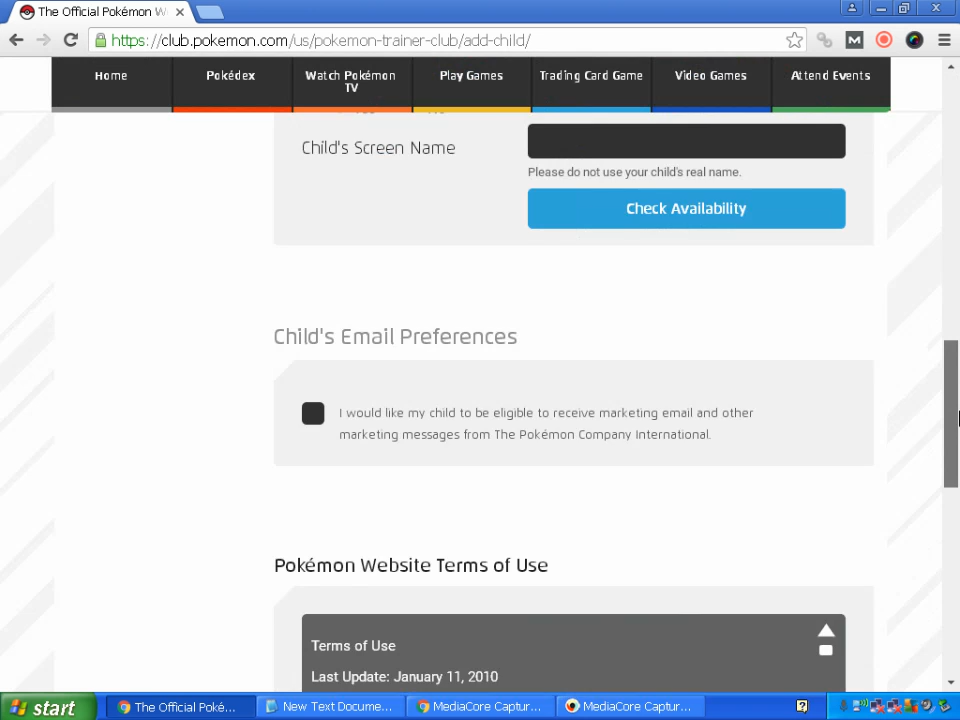 The Official Pokémon W
https://club.pokemon.com/us/pokemon-trainer-club/add-child/
Home
Pokédex
Watch Pokémon
TV
Play Games
Trading Card Game
Video Games
Attend Events
Child's Screen Name
Please do not use your child's real name.
Check Availability
Child's Email Preferences
I would like my child to be eligible to receive marketing email and other
marketing messages from The Pokémon Company International.
Pokémon Website Terms of Use
Terms of Use
Last Update: January 11, 2010
start
The Official Poké...
New Text Docume...
MediaCore Captur...
MediaCore Captur...